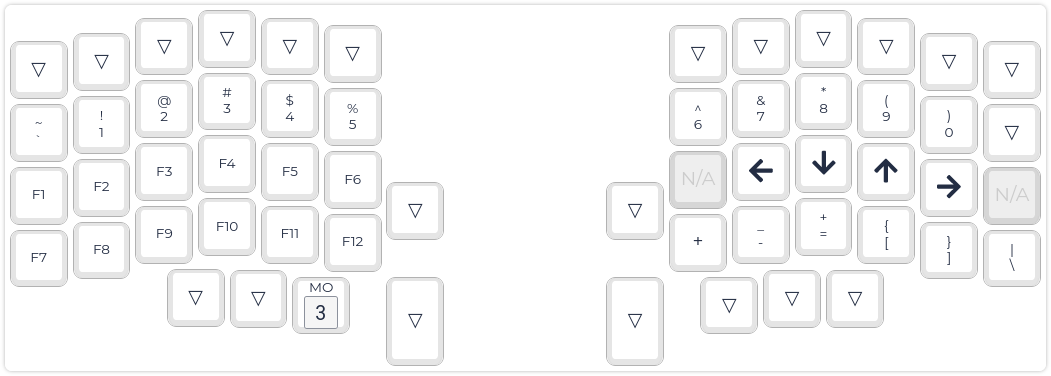 ~
`
!
1
@
2
#
3
$
4
%
5
^
6
&
7
*
8
(
9
)
0
F1
F2
F3
F4
F5
F6
N/A
N/A
F7
F8
F9
F10
F11
F12
+
_
-
+
=
{
[
}
]
|
\
MO
3